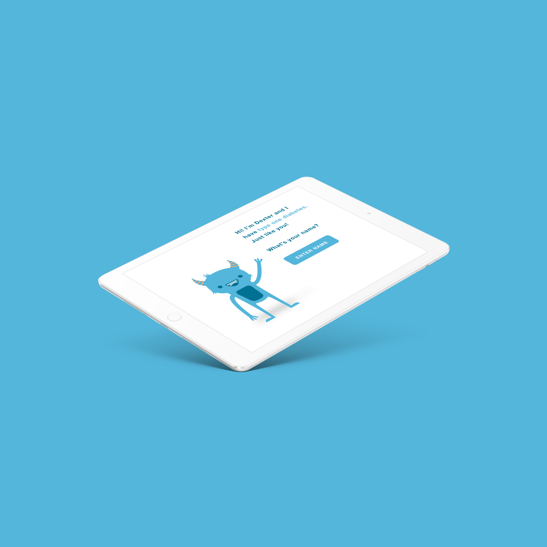 Hi! I'm Dexter and I
have type one diabetes.
Just like you!
What's your name?
ENTER NAME